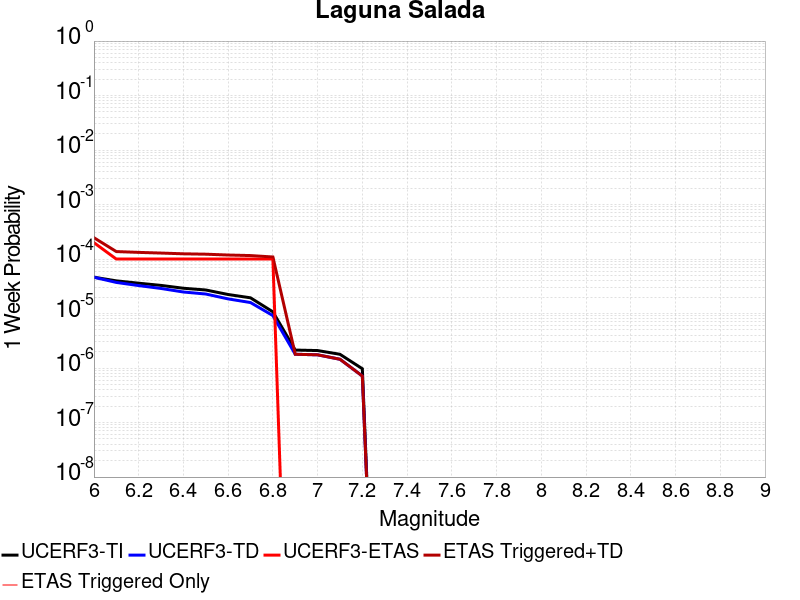 Laguna Salada
10^0
10^-1
10^-2
10^-3
10^-4
10^-5
10^-6
10^-7
10^-8
1 Week Probability
6 6.2 6.4 6.6 6.8 7 7.2 7.4 7.6 7.8 8 8.2 8.4 8.6 8.8 9
Magnitude
UCERF3-TI UCERF3-TD UCERF3-ETAS ETAS Triggered+TD
ETAS Triggered Only